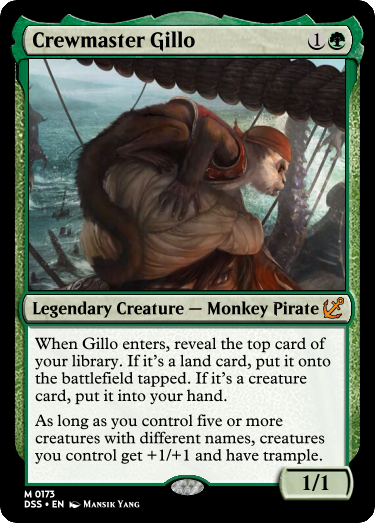 Crewmaster Gillo 1
Legendary Creature — Monkey Pirate
When Gillo enters, reveal the top card of
your library. If it's a land card, put it onto
the battlefield tapped. If it's a creature
card, put it into your hand.
As long as you control five or more
creatures with different names, creatures
you control get +1/+1 and have trample.
1/1
M 0173
DSS • EN Mansik Yang